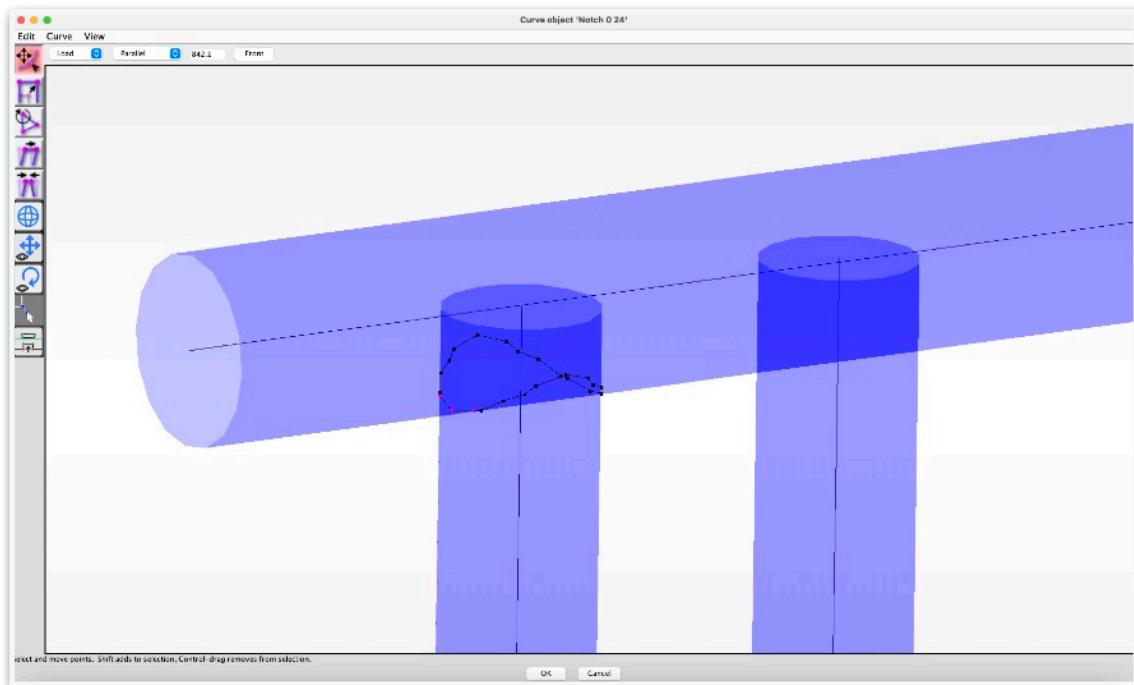 Curve object 'Notch 0 24'
Edit Curve View
Load Parallel 842.1 Front
select and move points. Shift adds to selection, Control-drag removes from selection.
OK Cancel